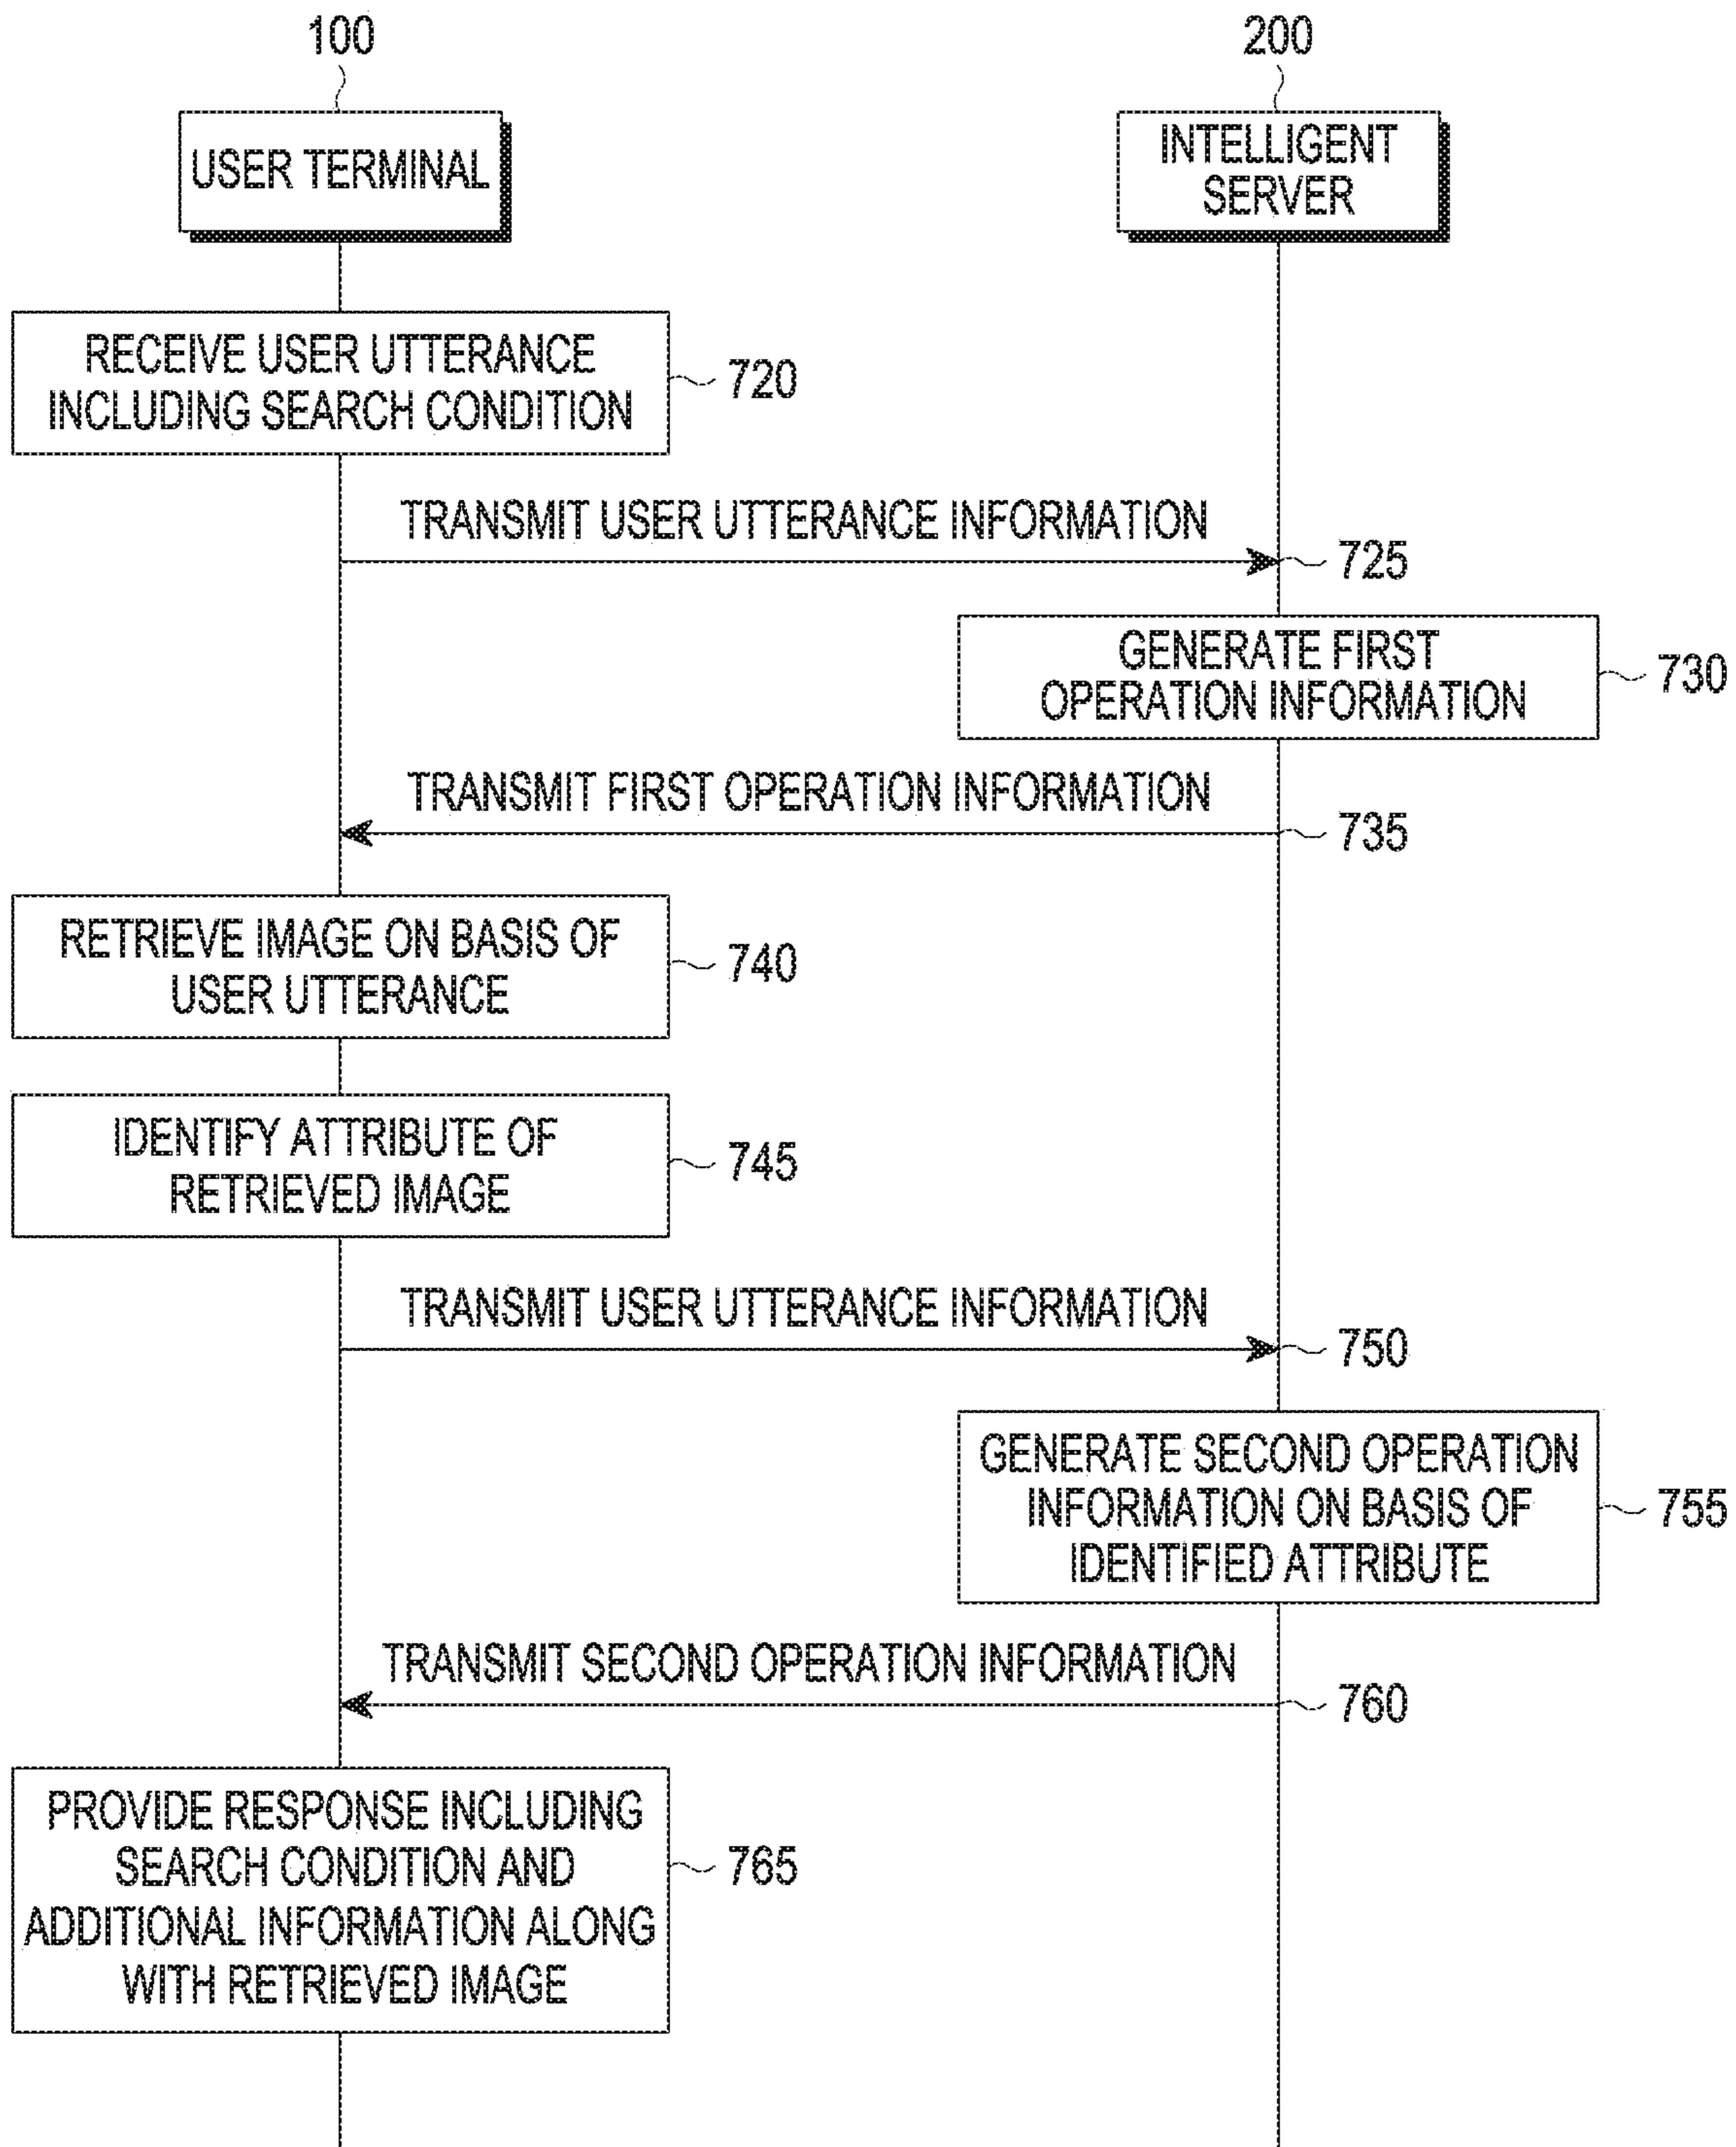 100
200
USER TERMINAL
INTELLIGENT
SERVER
RECEIVE USER UTTERANCE
INCLUDING SEARCH CONDITION
720
TRANSMIT USER UTTERANCE INFORMATION
725
GENERATE FIRST
OPERATION INFORMATION
730
TRANSMIT FIRST OPERATION INFORMATION
735
RETRIEVE IMAGE ON BASIS OF
USER UTTERANCE
740
IDENTIFY ATTRIBUTE OF
RETRIEVED IMAGE
745
TRANSMIT USER UTTERANCE INFORMATION
750
GENERATE SECOND OPERATION
INFORMATION ON BASIS OF
IDENTIFIED ATTRIBUTE
755
TRANSMIT SECOND OPERATION INFORMATION
760
PROVIDE RESPONSE INCLUDING
SEARCH CONDITION AND
ADDITIONAL INFORMATION ALONG
WITH RETRIEVED IMAGE
765